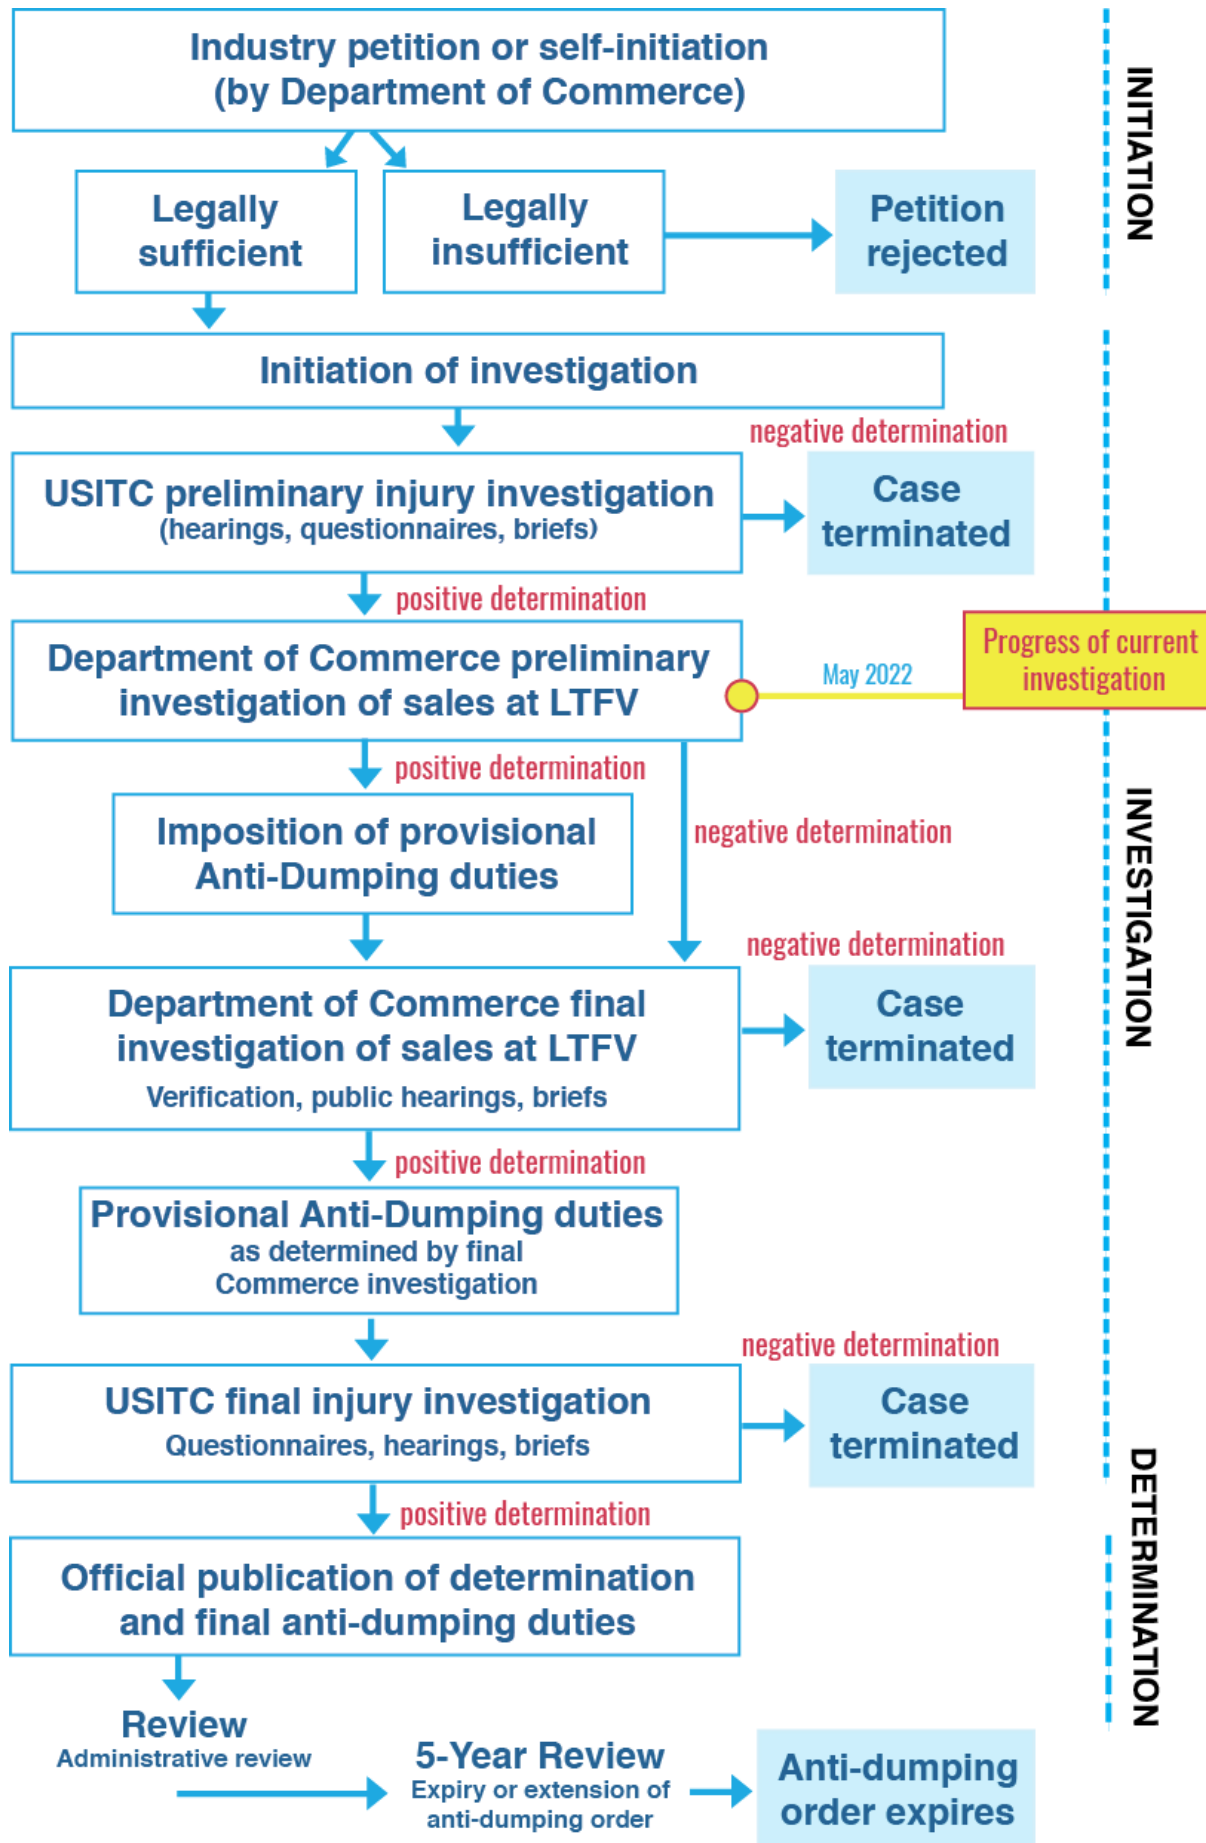 Industry petition or self-initiation
(by Department of Commerce)
INITIATION
Legally
sufficient
Legally
insufficient
Petition
rejected
Initiation of investigation
negative determination
USITC preliminary injury investigation
(hearings, questionnaires, briefs)
Case
terminated
positive determination
Department of Commerce preliminary
investigation of sales at LTFV
May 2022
Progress of current
investigation
positive determination
INVESTIGATION
Imposition of provisional
Anti-Dumping duties
negative determination
negative determination
Department of Commerce final
investigation of sales at LTFV
Verification, public hearings, briefs
Case
terminated
positive determination
Provisional Anti-Dumping duties
as determined by final
Commerce investigation
negative determination
USITC final injury investigation
Questionnaires, hearings, briefs
Case
terminated
positive determination
DETERMINATION
Official publication of determination
and final anti-dumping duties
Review
Administrative review
5-Year Review
Expiry or extension of
anti-dumping order
Anti-dumping
order expires